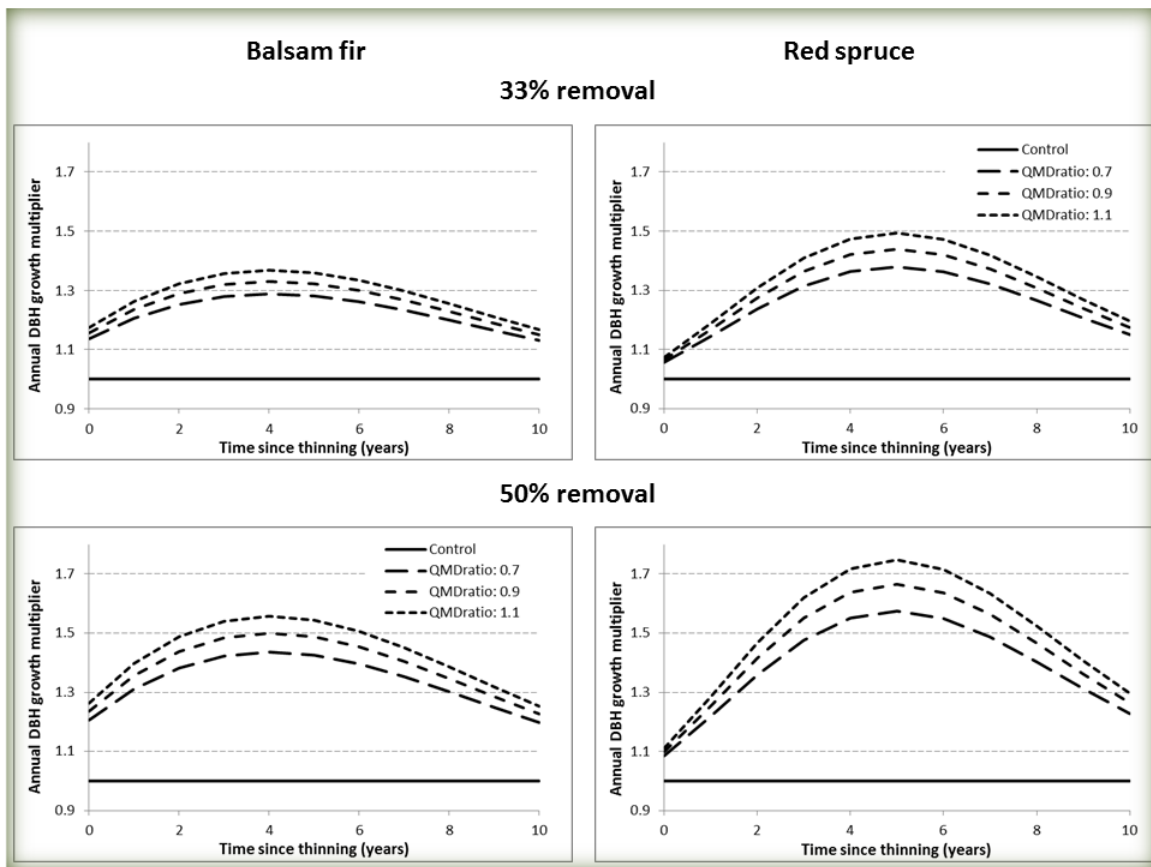 Balsam fir
Red spruce
33% removal
Annual DBH growth multiplier
1.7
1.5
1.3
1.1
0.9
0 2 4 6 8 10
Time since thinning (years)
Annual DBH growth multiplier
1.7
1.5
1.3
1.1
0.9
0 2 4 6 8 10
Time since thinning (years)
Control
QMDratio: 0.7
QMDratio: 0.9
QMDratio: 1.1
50% removal
Annual DBH growth multiplier
1.7
1.5
1.3
1.1
0.9
0 2 4 6 8 10
Time since thinning (years)
Control
QMDratio: 0.7
QMDratio: 0.9
QMDratio: 1.1
Annual DBH growth multiplier
1.7
1.5
1.3
1.1
0.9
0 2 4 6 8 10
Time since thinning (years)